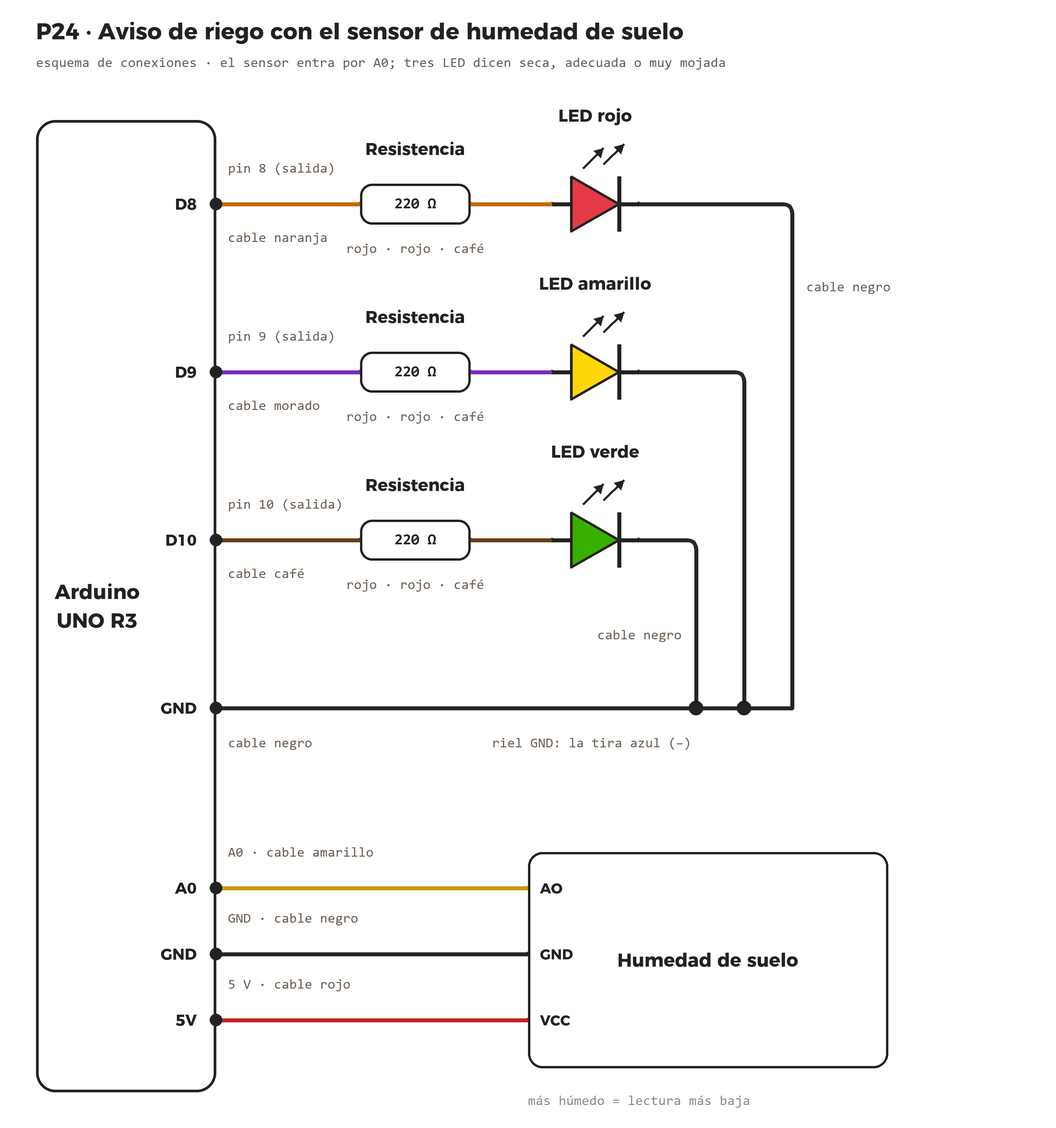 P24 · Aviso de riego con el sensor de humedad de suelo
esquema de conexiones · el sensor entra por A0; tres LED dicen seca, adecuada o muy mojada
LED rojo
Resistencia
pin 8 (salida)
D8
220 Ω
cable naranja
rojo · rojo · café
LED amarillo
cable negro
Resistencia
pin 9 (salida)
D9
220 Ω
cable morado
rojo · rojo · café
LED verde
Resistencia
pin 10 (salida)
D10
220 Ω
cable café
rojo · rojo · café
Arduino
UNO R3
cable negro
GND
cable negro
riel GND: la tira azul (–)
A0 · cable amarillo
A0
AO
GND · cable negro
GND
GND
Humedad de suelo
5 V · cable rojo
5V
VCC
más húmedo = lectura más baja